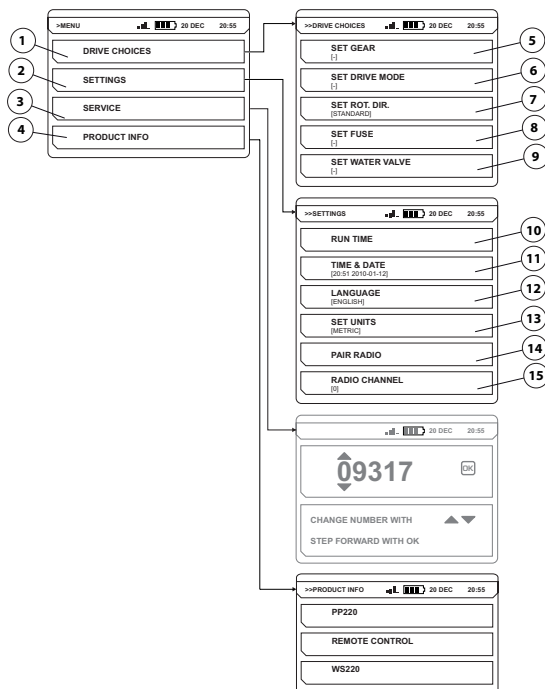 >MENU 20 DEC 20:55
1 DRIVE CHOICES
2 SETTINGS
3 SERVICE
4 PRODUCT INFO
>>DRIVE CHOICES 20 DEC 20:55
SET GEAR 5
[-]
SET DRIVE MODE 6
[-]
SET ROT. DIR. 7
[STANDARD]
SET FUSE 8
[-]
SET WATER VALVE 9
[-]
>>SETTINGS 20 DEC 20:55
RUN TIME 10
TIME & DATE 11
[20:51 2010-01-12]
LANGUAGE 12
[ENGLISH]
SET UNITS 13
[METRIC]
PAIR RADIO 14
RADIO CHANNEL 15
[0]
20 DEC 20:55
09317 OK
CHANGE NUMBER WITH
STEP FORWARD WITH OK
>>PRODUCT INFO 20 DEC 20:55
PP220
REMOTE CONTROL
WS220